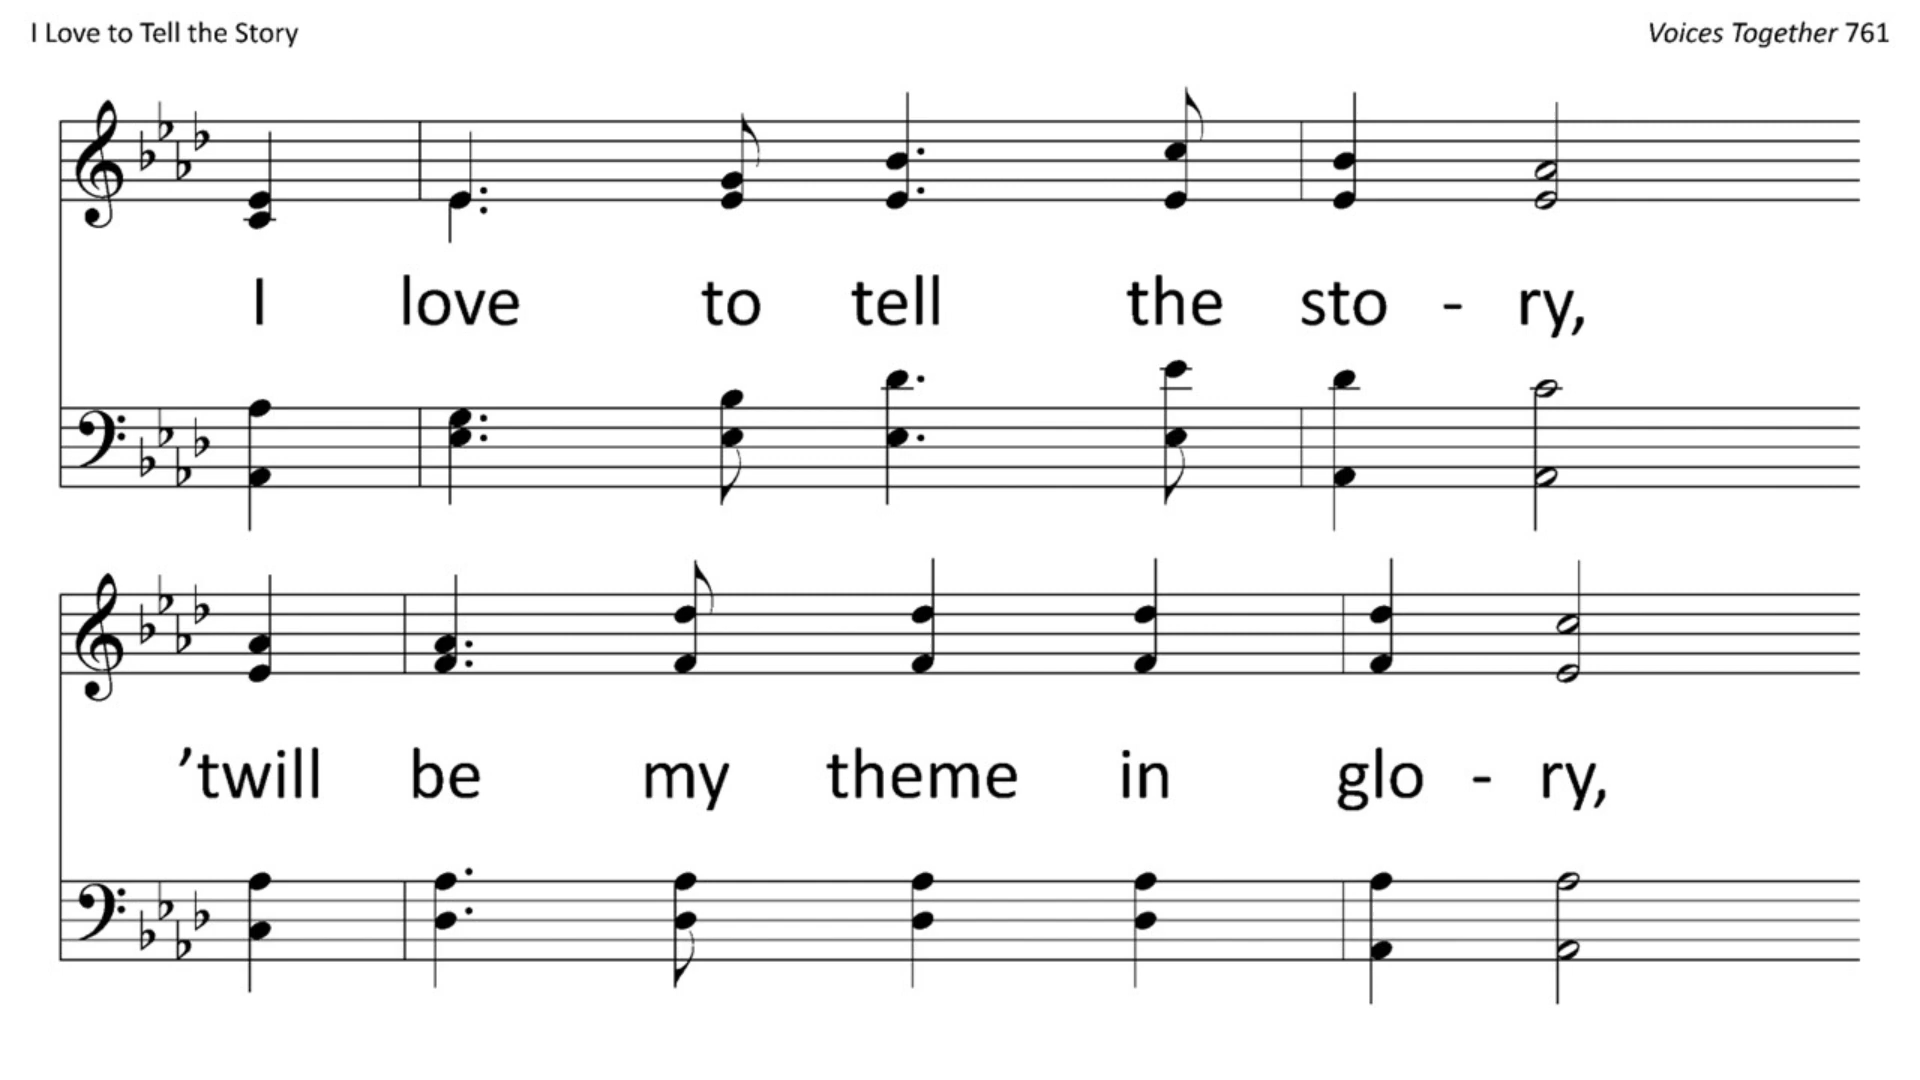 I Love to Tell the Story
Voices Together 761
I love to tell the sto - ry,
’twill be my theme in glo - ry,